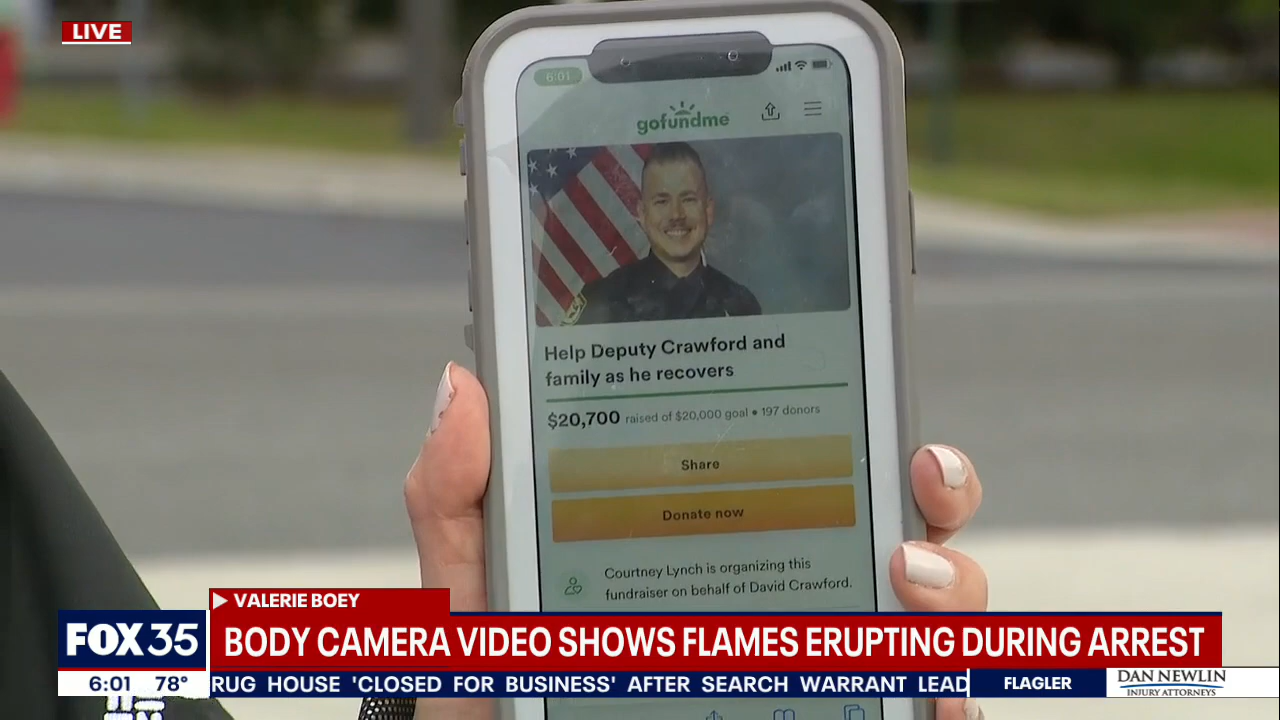 LIVE
6:01
gofundme
Help Deputy Crawford and
family as he recovers
$20,700 raised of $20,000 goal • 197 donors
Share
Donate now
Courtney Lynch is organizing this
fundraiser on behalf of David Crawford.
VALERIE BOEY
FOX 35
BODY CAMERA VIDEO SHOWS FLAMES ERUPTING DURING ARREST
6:01 78°
RUG HOUSE 'CLOSED FOR BUSINESS' AFTER SEARCH WARRANT LEAD
FLAGLER
DAN NEWLIN
INJURY ATTORNEYS